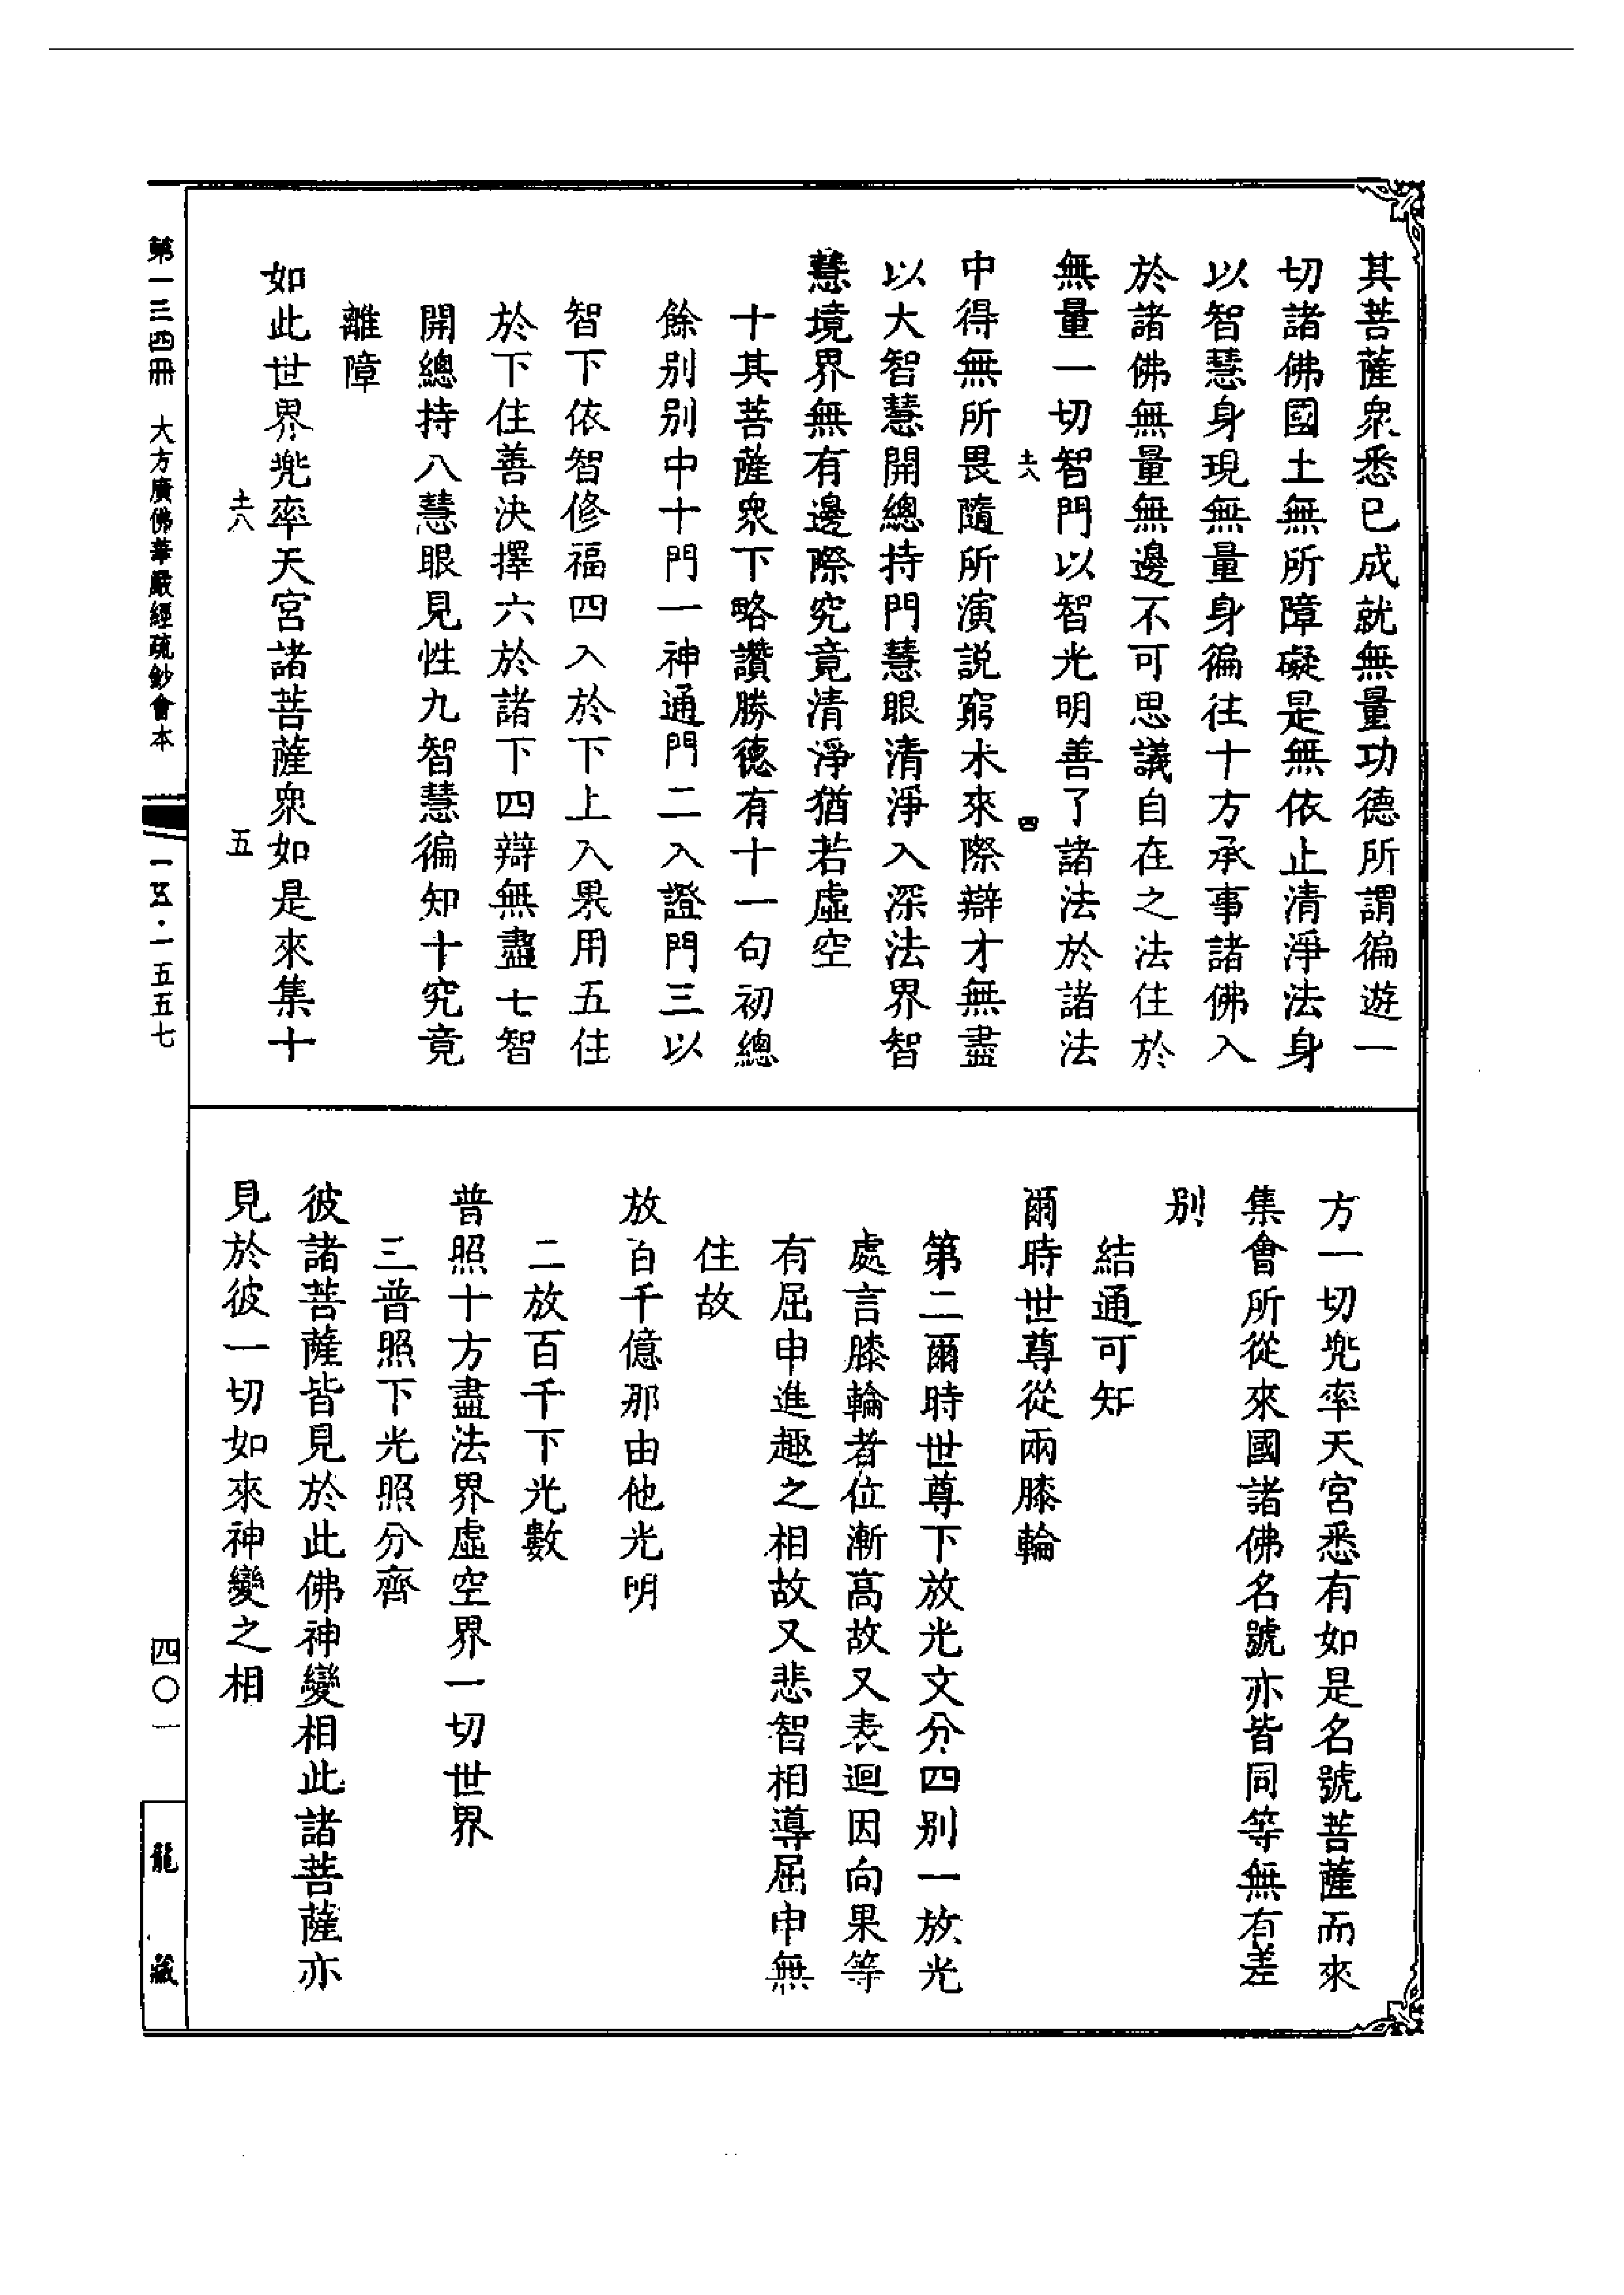 其菩薩衆悉已成就無量功德所謂徧遊一
切諸佛國土無所障礙是無依止清淨法身
以智慧身現無量身徧往十方承事諸佛入
於諸佛無量無邊不可思議自在之法住於
無量一切智門以智光明善了諸法於諸法
十六 四
中得無所畏隨所演説窮未來際辯才無盡
以大智慧開總持門慧眼清淨入深法界智
慧境界無有邊際究竟清淨猶若虛空
十其菩薩衆下略讚勝德有十一句初總
餘別別中十門一神通門二入證門三以
智下依智修福四入於下上入果用五住
於下住善決擇六於諸下四辯無盡七智
開總持八慧眼見性九智慧徧知十究竟
離障
如此世界兜率天宮諸菩薩衆如是來集十
十六 五
方一切兜率天宮悉有如是名號菩薩而來
集會所從來國諸佛名號亦皆同等無有差
別
結通可知
爾時世尊從兩膝輪
第二爾時世尊下放光文分四別一放光
處言膝輪者位漸高故又表迴因向果等
有屈申進趣之相故又悲智相導屈申無
住故
放百千億那由他光明
二放百千下光數
普照十方盡法界虛空界一切世界
三普照下光照分齊
彼諸菩薩皆見於此佛神變相此諸菩薩亦
見於彼一切如來神變之相
第一三四冊 大方廣佛華嚴經疏鈔會本 一五五七
四〇一
龍藏